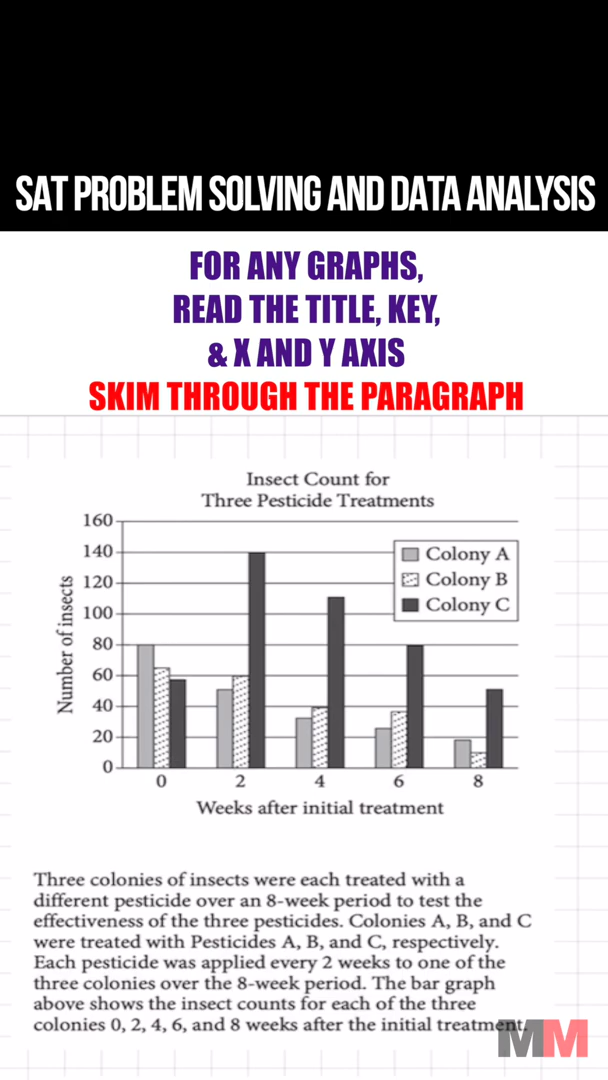 SAT PROBLEM SOLVING AND DATA ANALYSIS
FOR ANY GRAPHS,
READ THE TITLE, KEY,
& X AND Y AXIS
SKIM THROUGH THE PARAGRAPH
Insect Count for
Three Pesticide Treatments
Number of insects
160
140
120
100
80
60
40
20
0
Colony A
Colony B
Colony C
0 2 4 6 8
Weeks after initial treatment
Three colonies of insects were each treated with a
different pesticide over an 8-week period to test the
effectiveness of the three pesticides. Colonies A, B, and C
were treated with Pesticides A, B, and C, respectively.
Each pesticide was applied every 2 weeks to one of the
three colonies over the 8-week period. The bar graph
above shows the insect counts for each of the three
colonies 0, 2, 4, 6, and 8 weeks after the initial treatment.
MM